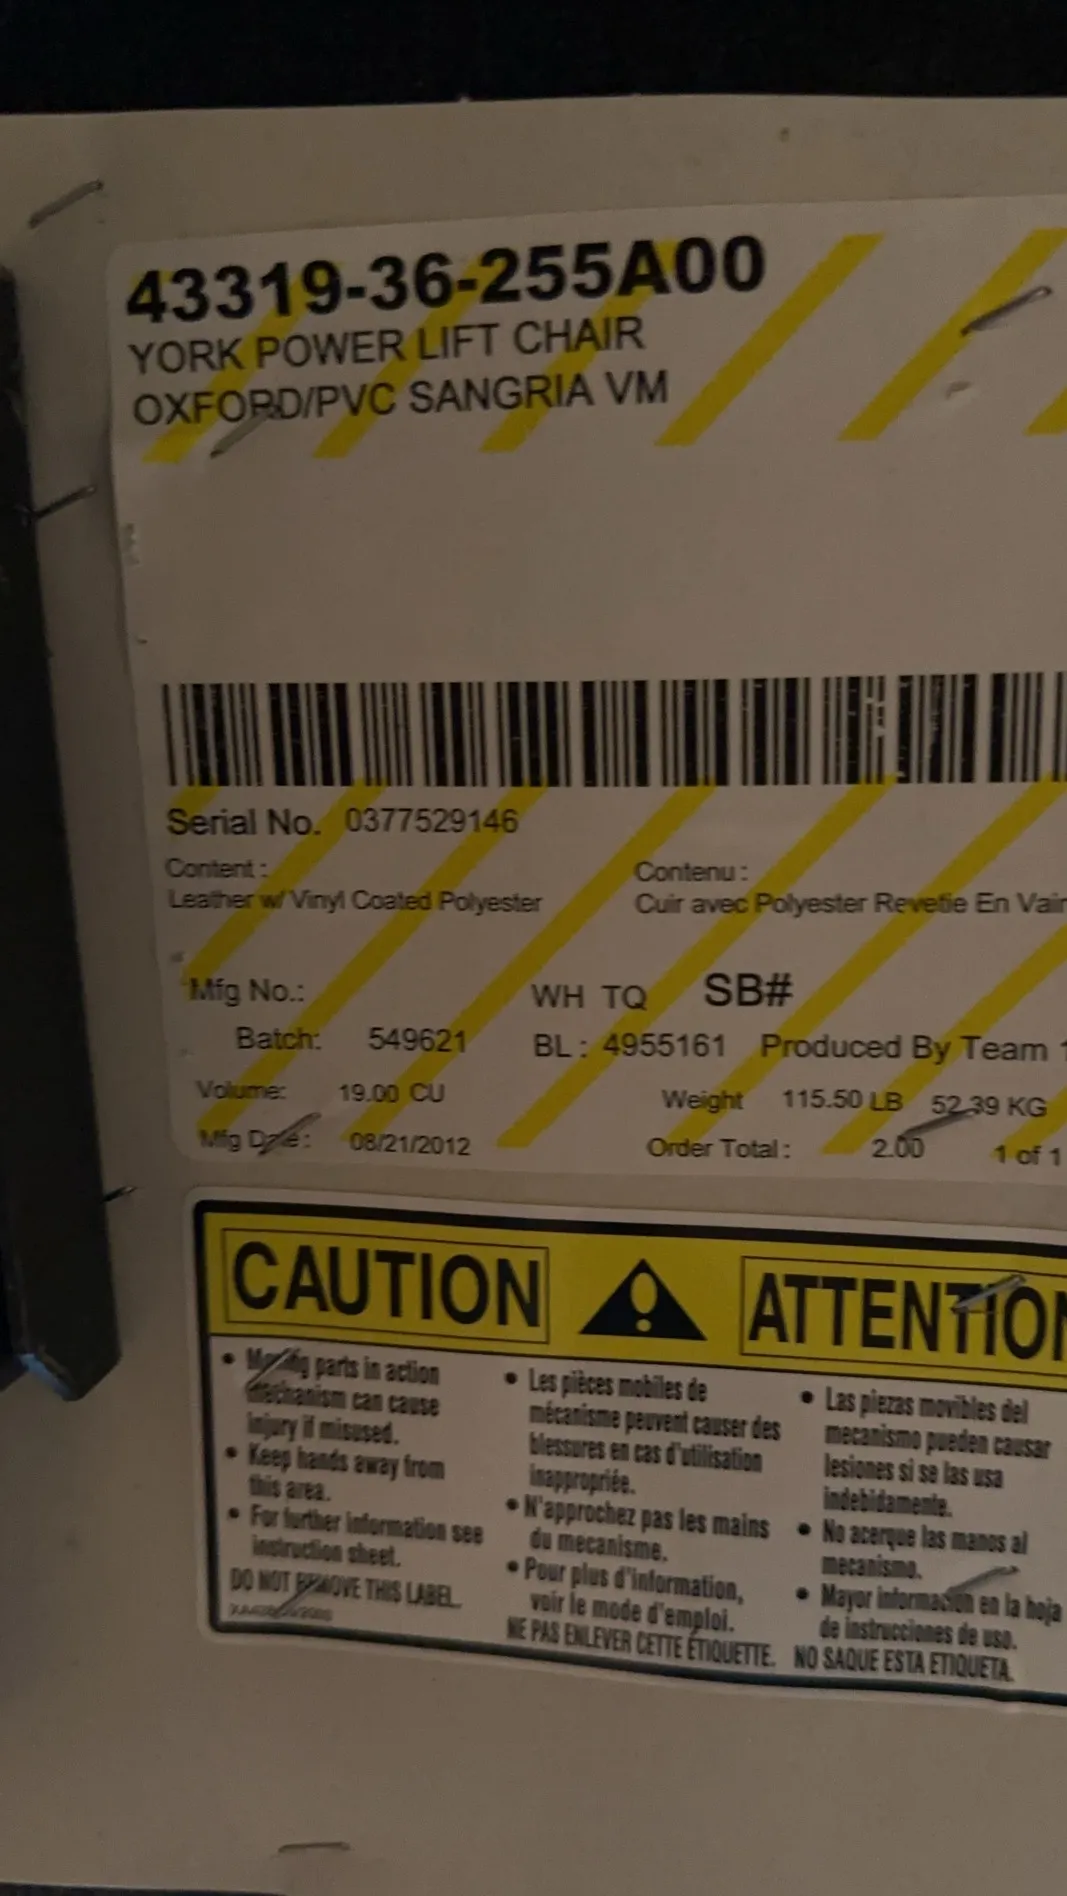 43319-36-255A00
YORK POWER LIFT CHAIR
OXFORD/PVC SANGRIA VM
Serial No. 0377529146
Content : Contenu :
Leather w/ Vinyl Coated Polyester Cuir avec Polyester Revetie En
Mfg No.: WH TQ SB#
Batch: 549621 BL : 4955161 Produced By Team
Volume: 19.00 CU Weight 115.50 LB 52.39 KG
Mfg Date : 08/21/2012 Order Total : 2.00 1 of 1
CAUTION
• Moving parts in action
mechanism can cause
injury if misused.
• Keep hands away from
this area.
• For further information see
instruction sheet.
DO NOT REMOVE THIS LABEL.
ATTENTION
• Les pièces mobiles de
mécanisme peuvent causer des
blessures en cas d'utilisation
inappropriée.
• N'approchez pas les mains
du mecanisme.
• Pour plus d'information,
voir le mode d'emploi.
NE PAS ENLEVER CETTE ÉTIQUETTE.
• Las piezas movibles del
mecanismo pueden causar
lesiones si se las usa
indebidamente.
• No acerque las manos al
mecanismo.
• Mayor información en la hoja
de instrucciones de uso.
NO SAQUE ESTA ETIQUETA.